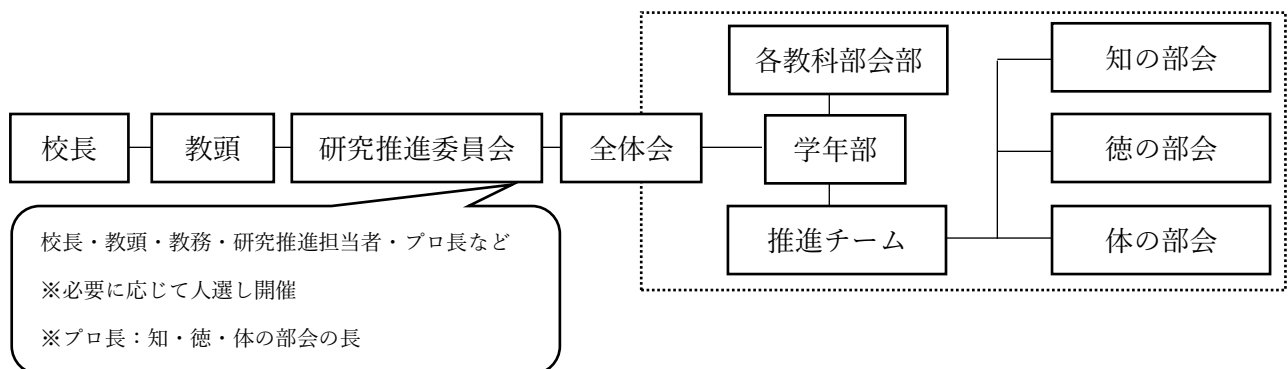 各教科部会部
知の部会
校長
教頭
研究推進委員会
全体会
学年部
徳の部会
推進チーム
体の部会
校長・教頭・教務・研究推進担当者・プロ長など
※必要に応じて人選し開催
※プロ長：知・徳・体の部会の長